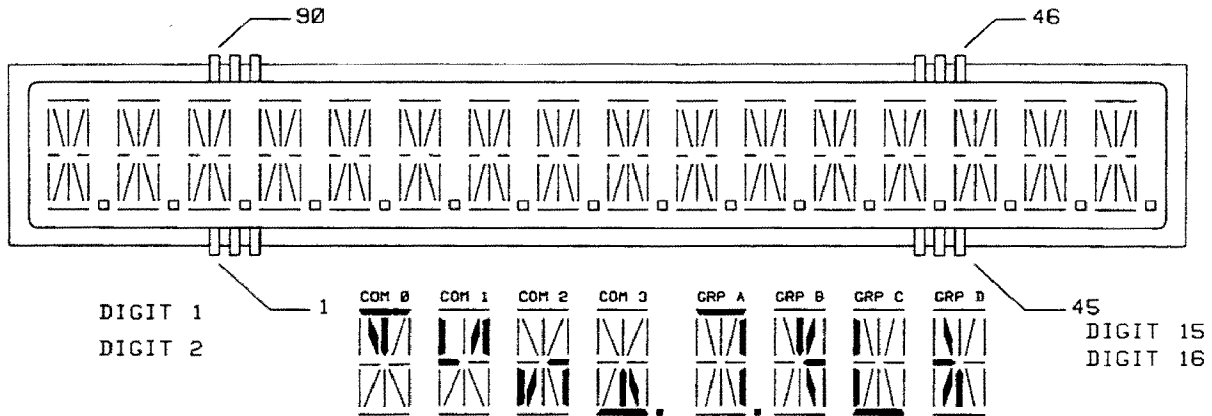 90
46
1
45
DIGIT 1
DIGIT 2
COM 0 COM 1 COM 2 COM 3 GRP A GRP B GRP C GRP D
DIGIT 15
DIGIT 16